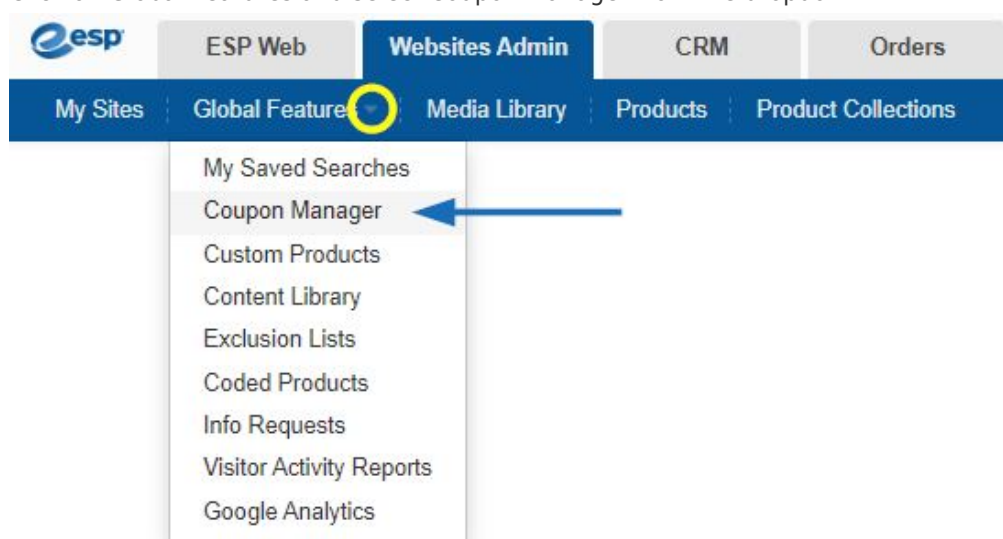 esp ESP Web Websites Admin CRM Orders
My Sites Global Features Media Library Products Product Collections
My Saved Searches
Coupon Manager
Custom Products
Content Library
Exclusion Lists
Coded Products
Info Requests
Visitor Activity Reports
Google Analytics